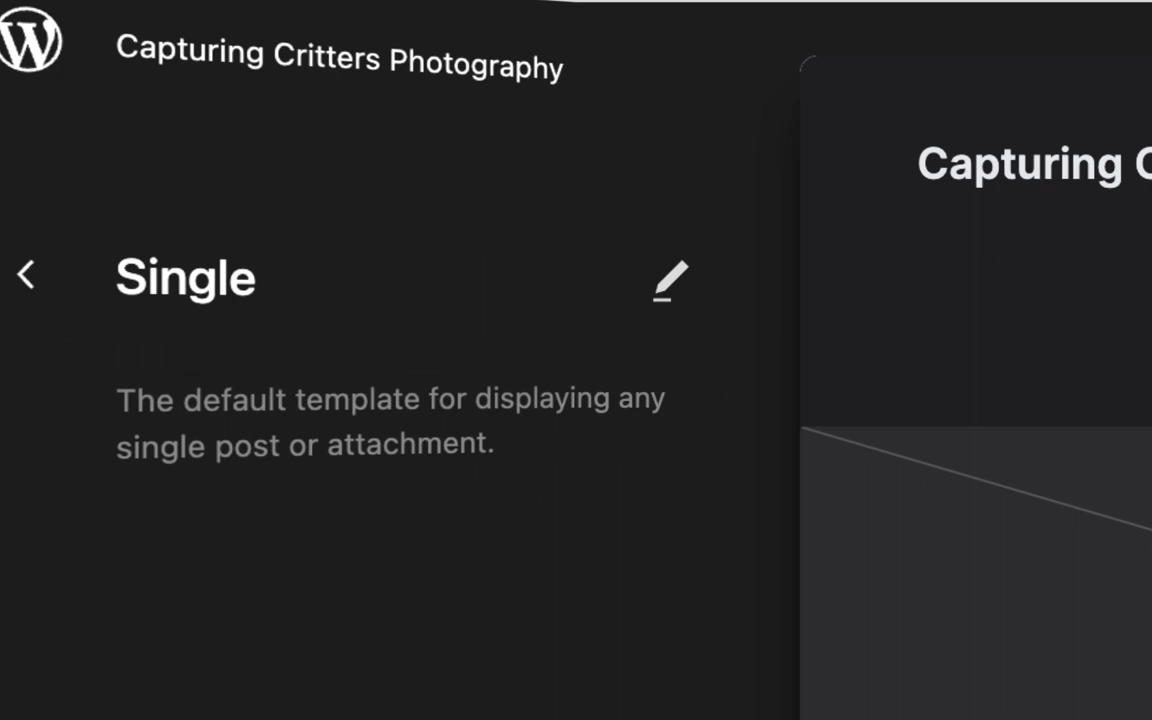 Capturing Critters Photography
Capturing
Single
The default template for displaying any
single post or attachment.